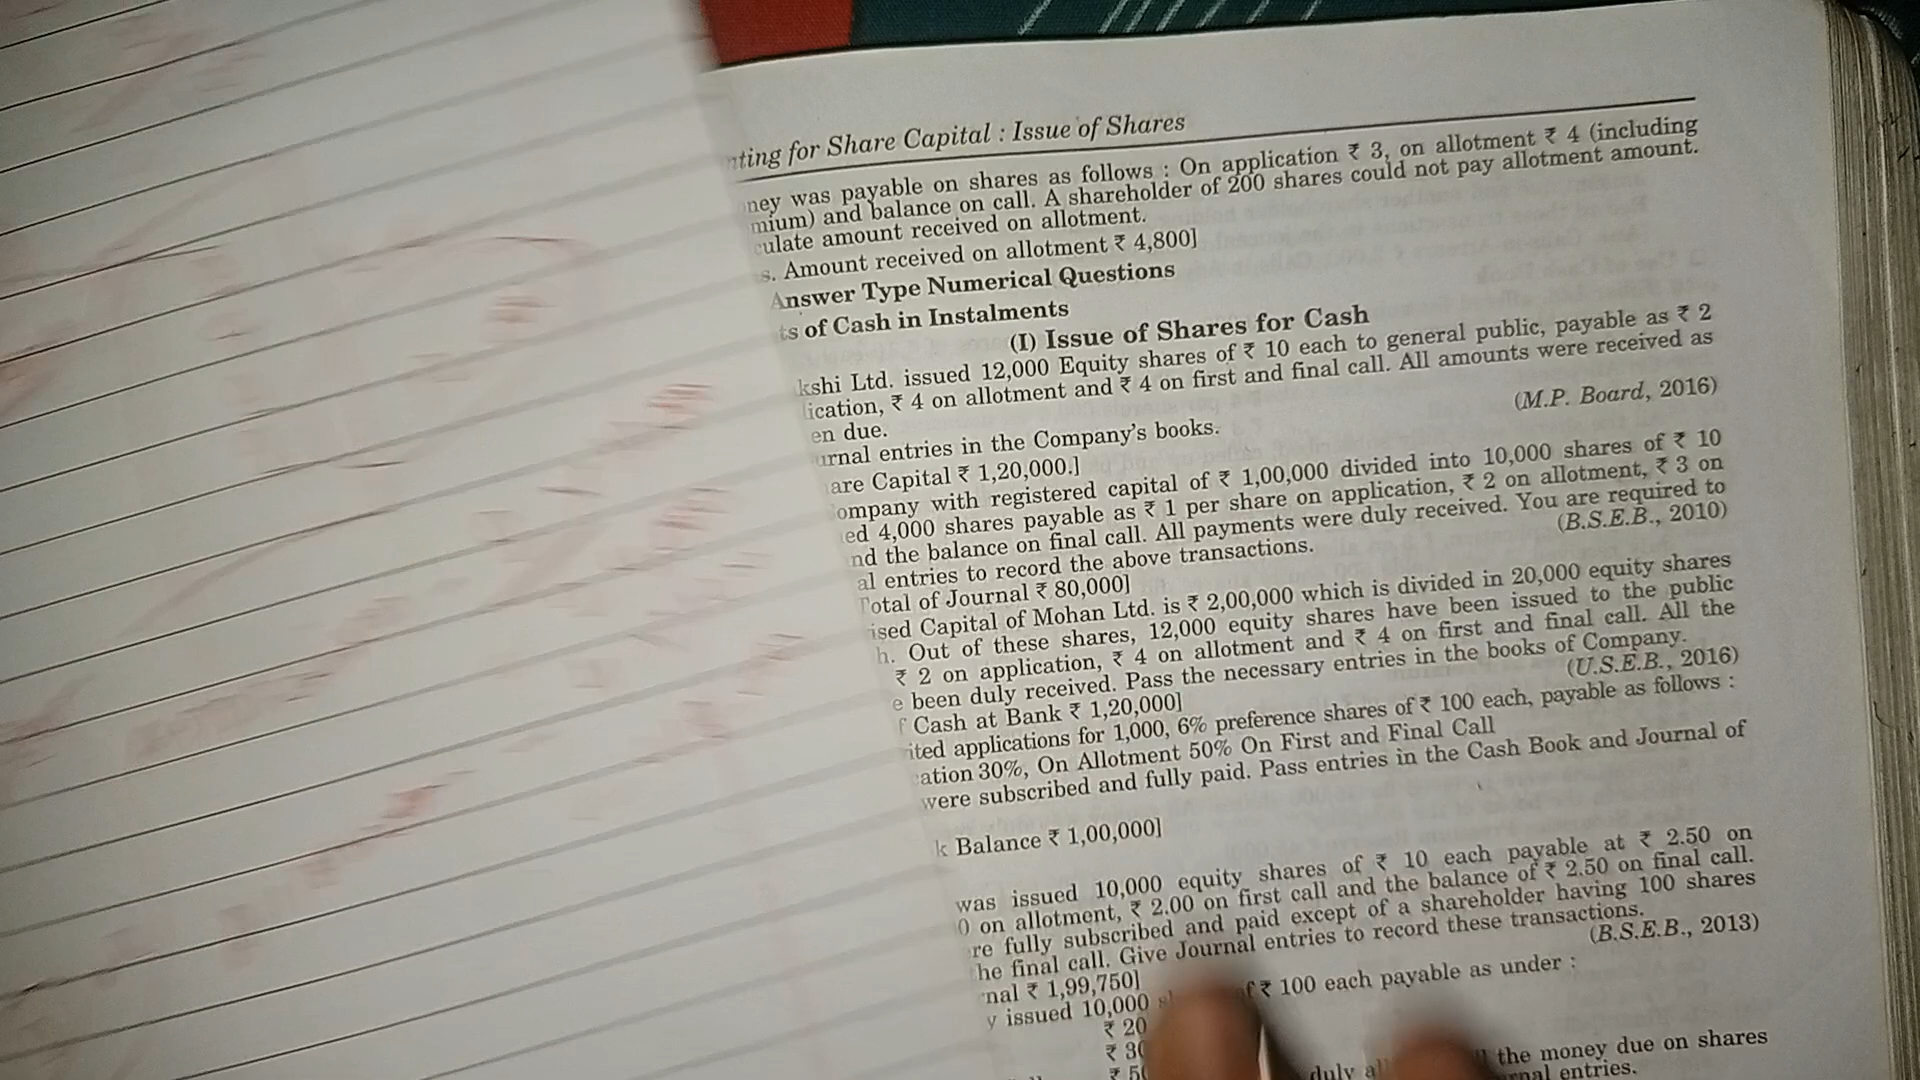 nting for Share Capital : Issue of Shares
ney was payable on shares as follows : On application ₹ 3, on allotment ₹ 4 (including
mium) and balance on call. A shareholder of 200 shares could not pay allotment amount.
culate amount received on allotment.
s. Amount received on allotment ₹ 4,800]
Answer Type Numerical Questions
ts of Cash in Instalments
(I) Issue of Shares for Cash
kshi Ltd. issued 12,000 Equity shares of ₹ 10 each to general public, payable as ₹ 2
lication, ₹ 4 on allotment and ₹ 4 on first and final call. All amounts were received as
en due.
urnal entries in the Company's books.
(M.P. Board, 2016)
are Capital ₹ 1,20,000.]
ompany with registered capital of ₹ 1,00,000 divided into 10,000 shares of ₹ 10
ed 4,000 shares payable as ₹ 1 per share on application, ₹ 2 on allotment, ₹ 3 on
nd the balance on final call. All payments were duly received. You are required to
al entries to record the above transactions.
(B.S.E.B., 2010)
Total of Journal ₹ 80,000]
ised Capital of Mohan Ltd. is ₹ 2,00,000 which is divided in 20,000 equity shares
h. Out of these shares, 12,000 equity shares have been issued to the public
₹ 2 on application, ₹ 4 on allotment and ₹ 4 on first and final call. All the
e been duly received. Pass the necessary entries in the books of Company.
(U.S.E.B., 2016)
f Cash at Bank ₹ 1,20,000]
ited applications for 1,000, 6% preference shares of ₹ 100 each, payable as follows :
cation 30%, On Allotment 50% On First and Final Call
were subscribed and fully paid. Pass entries in the Cash Book and Journal of
k Balance ₹ 1,00,000]
was issued 10,000 equity shares of ₹ 10 each payable at ₹ 2.50 on
0 on allotment, ₹ 2.00 on first call and the balance of ₹ 2.50 on final call.
re fully subscribed and paid except of a shareholder having 100 shares
he final call. Give Journal entries to record these transactions.
(B.S.E.B., 2013)
nal ₹ 1,99,750]
y issued 10,000 ₹ 100 each payable as under :
₹ 20
₹ 30
duly the money due on shares
entries.